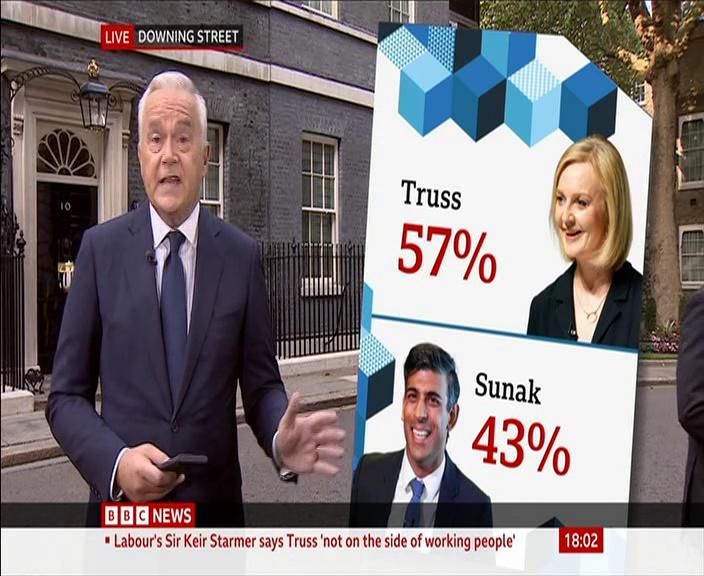 LIVE DOWNING STREET
10
Truss
57%
Sunak
43%
BBC NEWS
▪ Labour's Sir Keir Starmer says Truss 'not on the side of working people' 18:02